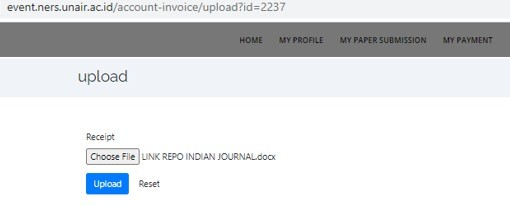 event.ners.unair.ac.id/account-invoice/upload?id=2237
HOME MY PROFILE MY PAPER SUBMISSION MY PAYMENT
upload
Receipt
Choose File LINK REPO INDIAN JOURNAL.docx
Upload Reset